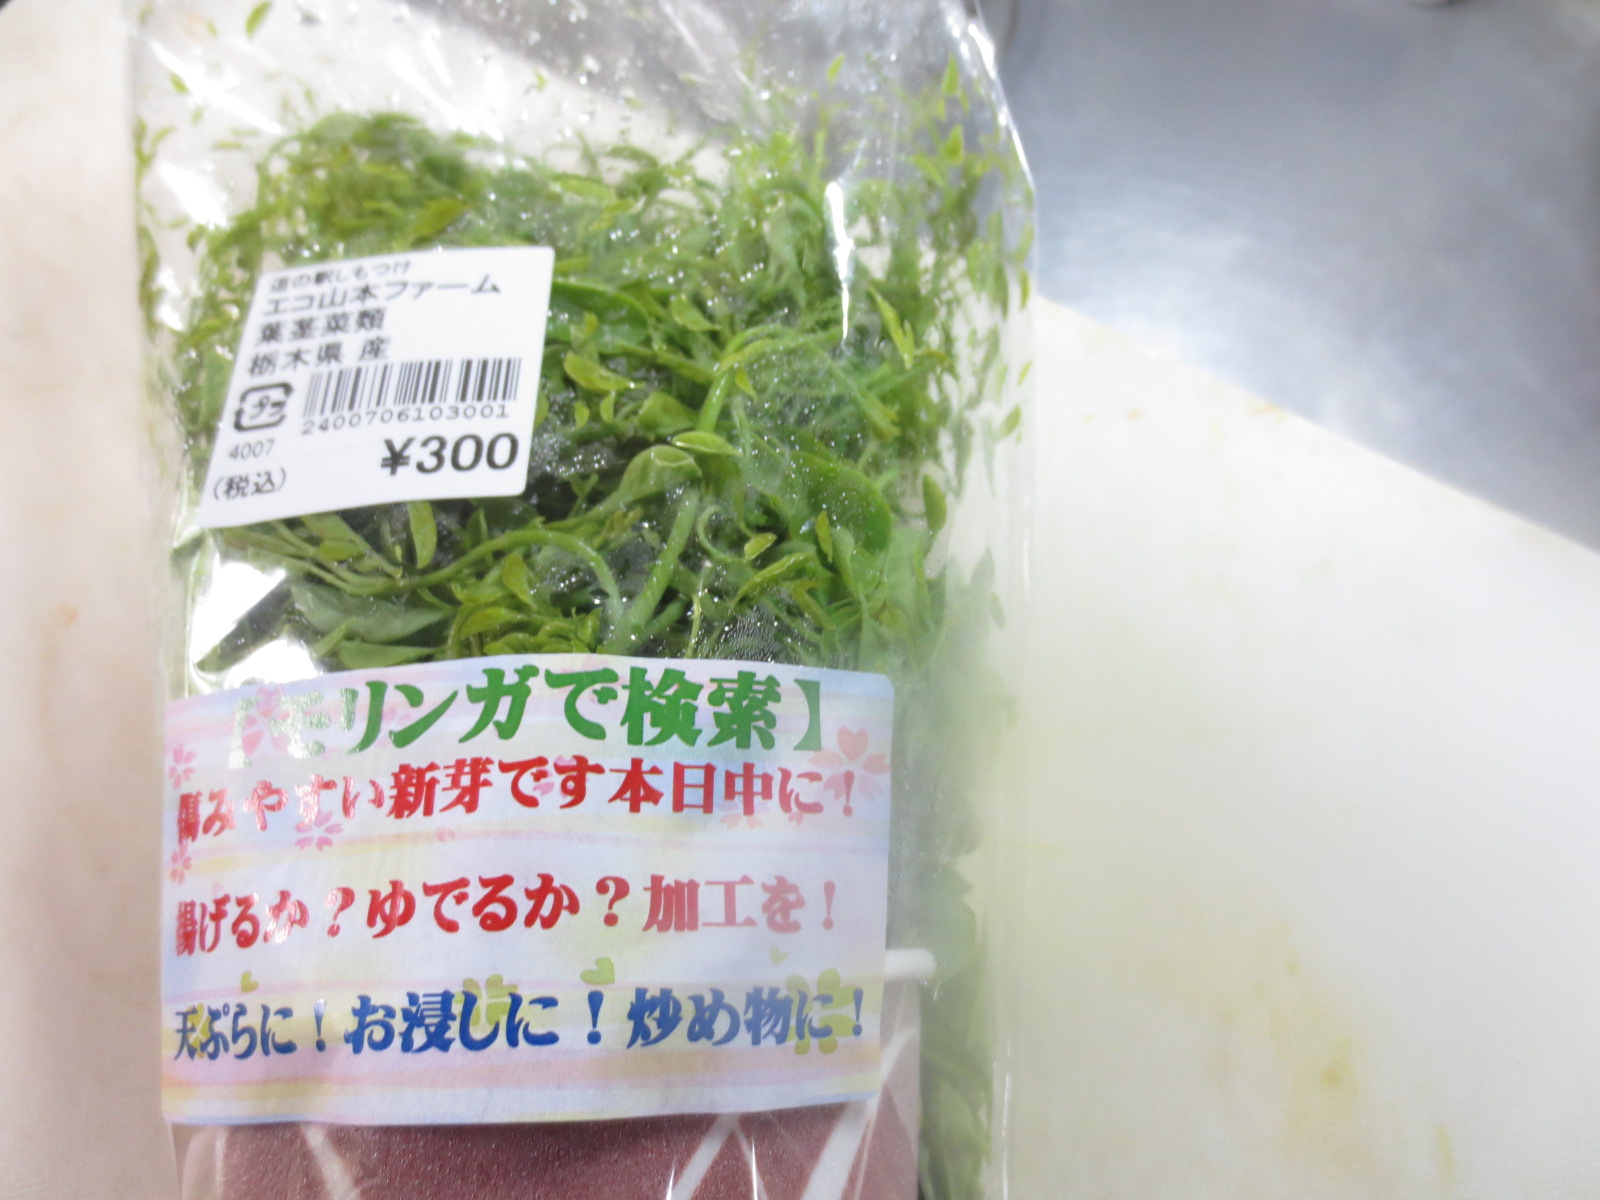 道の駅しもつけ
エコ山本ファーム
葉茎菜類
栃木県 産
2400706103001
4007
¥300
(税込)
【モリンガで検索】
傷みやすい新芽です本日中に！
揚げるか？ゆでるか？加工を！
天ぷらに！お浸しに！炒め物に！